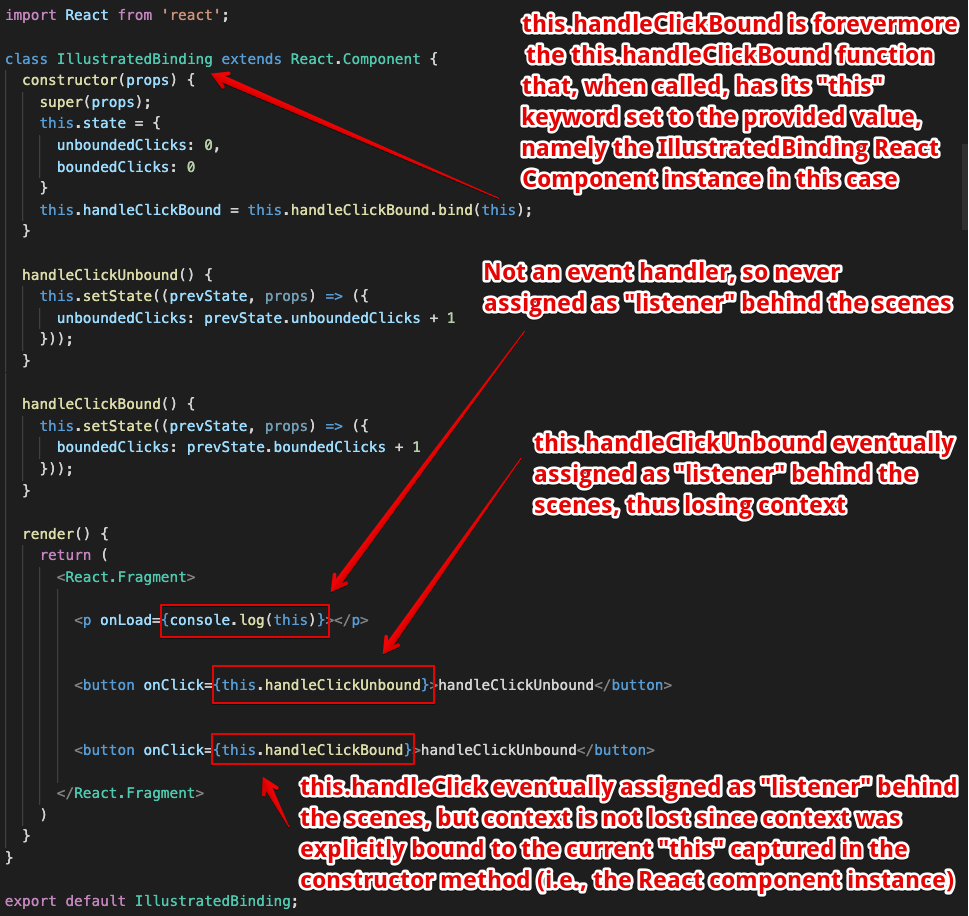 import React from 'react';
this.handleClickBound is forevermore
the this.handleClickBound function
that, when called, has its "this"
keyword set to the provided value,
namely the IllustratedBinding React
Component instance in this case
class IllustratedBinding extends React.Component {
constructor(props) {
super(props);
this.state = {
unboundedClicks: 0,
boundedClicks: 0
}
this.handleClickBound = this.handleClickBound.bind(this);
}
handleClickUnbound() {
this.setState((prevState, props) => ({
unboundedClicks: prevState.unboundedClicks + 1
}));
}
Not an event handler, so never
assigned as "listener" behind the scenes
handleClickBound() {
this.setState((prevState, props) => ({
boundedClicks: prevState.boundedClicks + 1
}));
}
this.handleClickUnbound eventually
assigned as "listener" behind the
scenes, thus losing context
render() {
return (
<React.Fragment>
<p onLoad={console.log(this)}></p>
<button onClick={this.handleClickUnbound}>handleClickUnbound</button>
<button onClick={this.handleClickBound}>handleClickUnbound</button>
</React.Fragment>
)
}
}
this.handleClick eventually assigned as "listener" behind
the scenes, but context is not lost since context was
explicitly bound to the current "this" captured in the
constructor method (i.e., the React component instance)
export default IllustratedBinding;